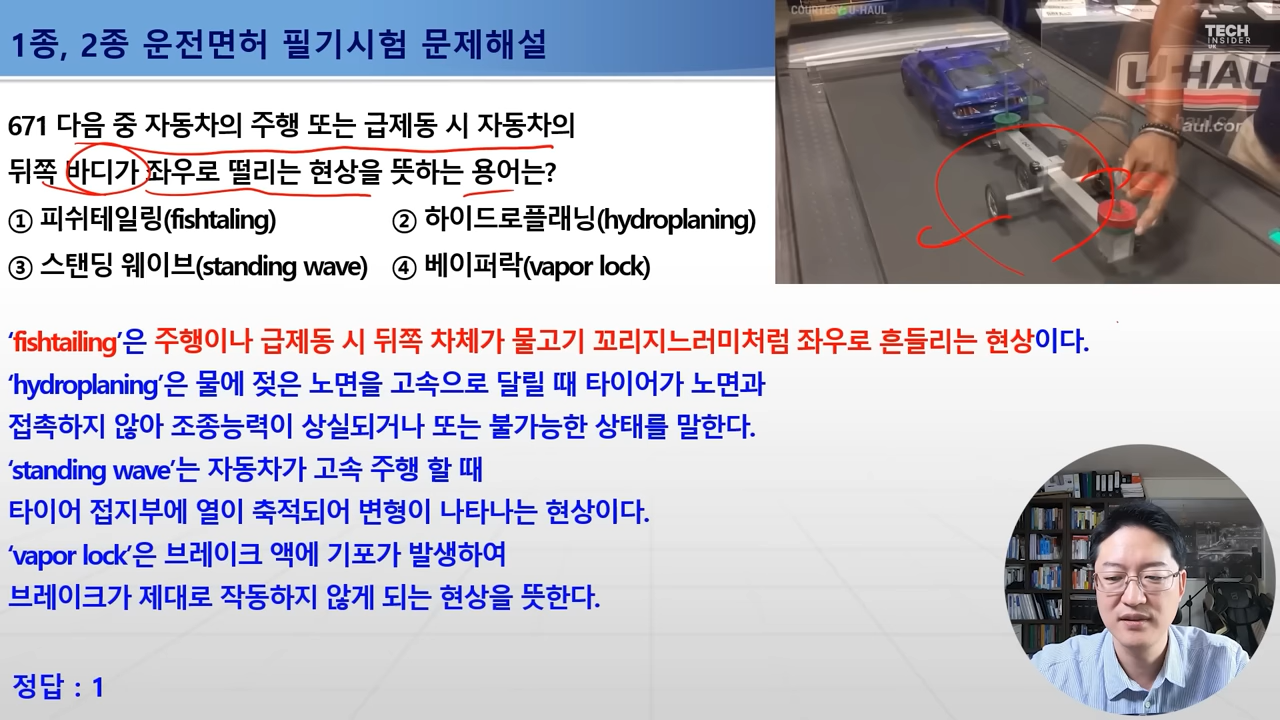 1종, 2종 운전면허 필기시험 문제해설
COURTESY U-HAUL
TECH
INSIDER
UK
U-HAU
aul.com
671 다음 중 자동차의 주행 또는 급제동 시 자동차의
뒤쪽 바디가 좌우로 떨리는 현상을 뜻하는 용어는?
① 피쉬테일링(fishtaling) ② 하이드로플래닝(hydroplaning)
③ 스탠딩 웨이브(standing wave) ④ 베이퍼락(vapor lock)
‘fishtailing’은 주행이나 급제동 시 뒤쪽 차체가 물고기 꼬리지느러미처럼 좌우로 흔들리는 현상이다.
‘hydroplaning’은 물에 젖은 노면을 고속으로 달릴 때 타이어가 노면과
접촉하지 않아 조종능력이 상실되거나 또는 불가능한 상태를 말한다.
‘standing wave’는 자동차가 고속 주행 할 때
타이어 접지부에 열이 축적되어 변형이 나타나는 현상이다.
‘vapor lock’은 브레이크 액에 기포가 발생하여
브레이크가 제대로 작동하지 않게 되는 현상을 뜻한다.
정답 : 1